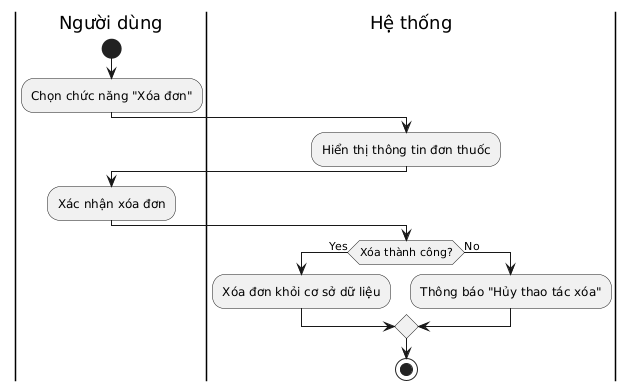 Người dùng
Hệ thống
Chọn chức năng "Xóa đơn"
Hiển thị thông tin đơn thuốc
Xác nhận xóa đơn
Xóa thành công?
Yes
No
Xóa đơn khỏi cơ sở dữ liệu
Thông báo "Hủy thao tác xóa"